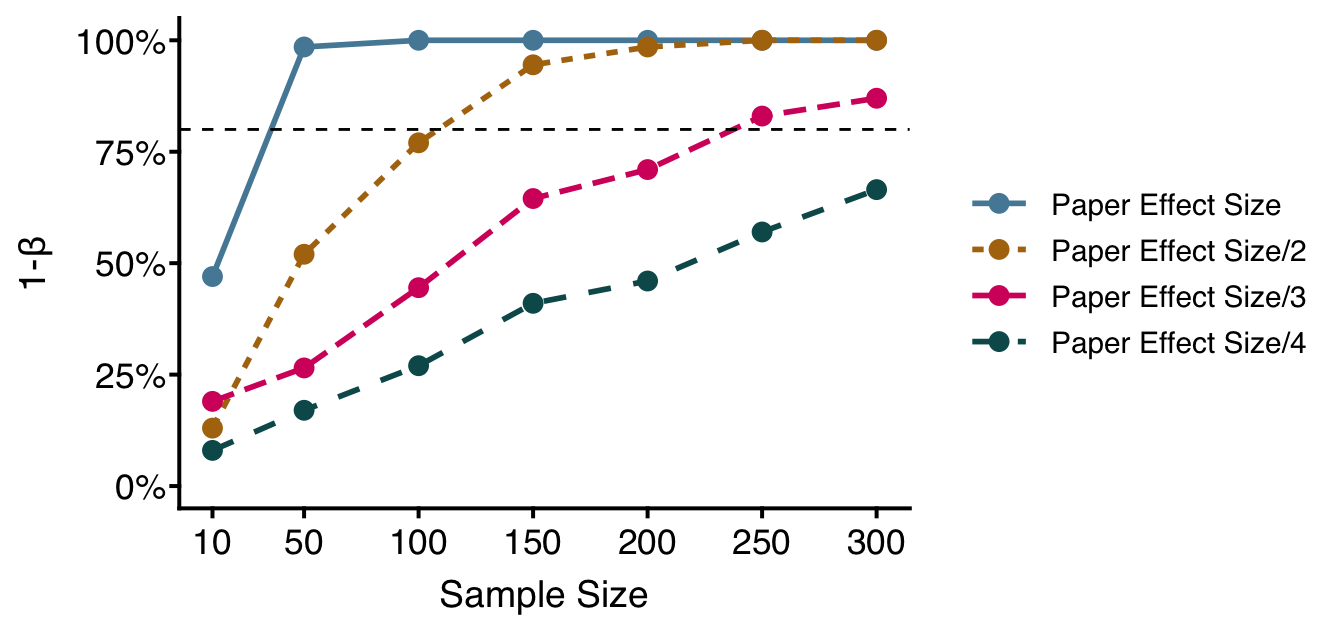 1-β
100%
75%
50%
25%
0%
10 50 100 150 200 250 300
Sample Size
Paper Effect Size
Paper Effect Size/2
Paper Effect Size/3
Paper Effect Size/4